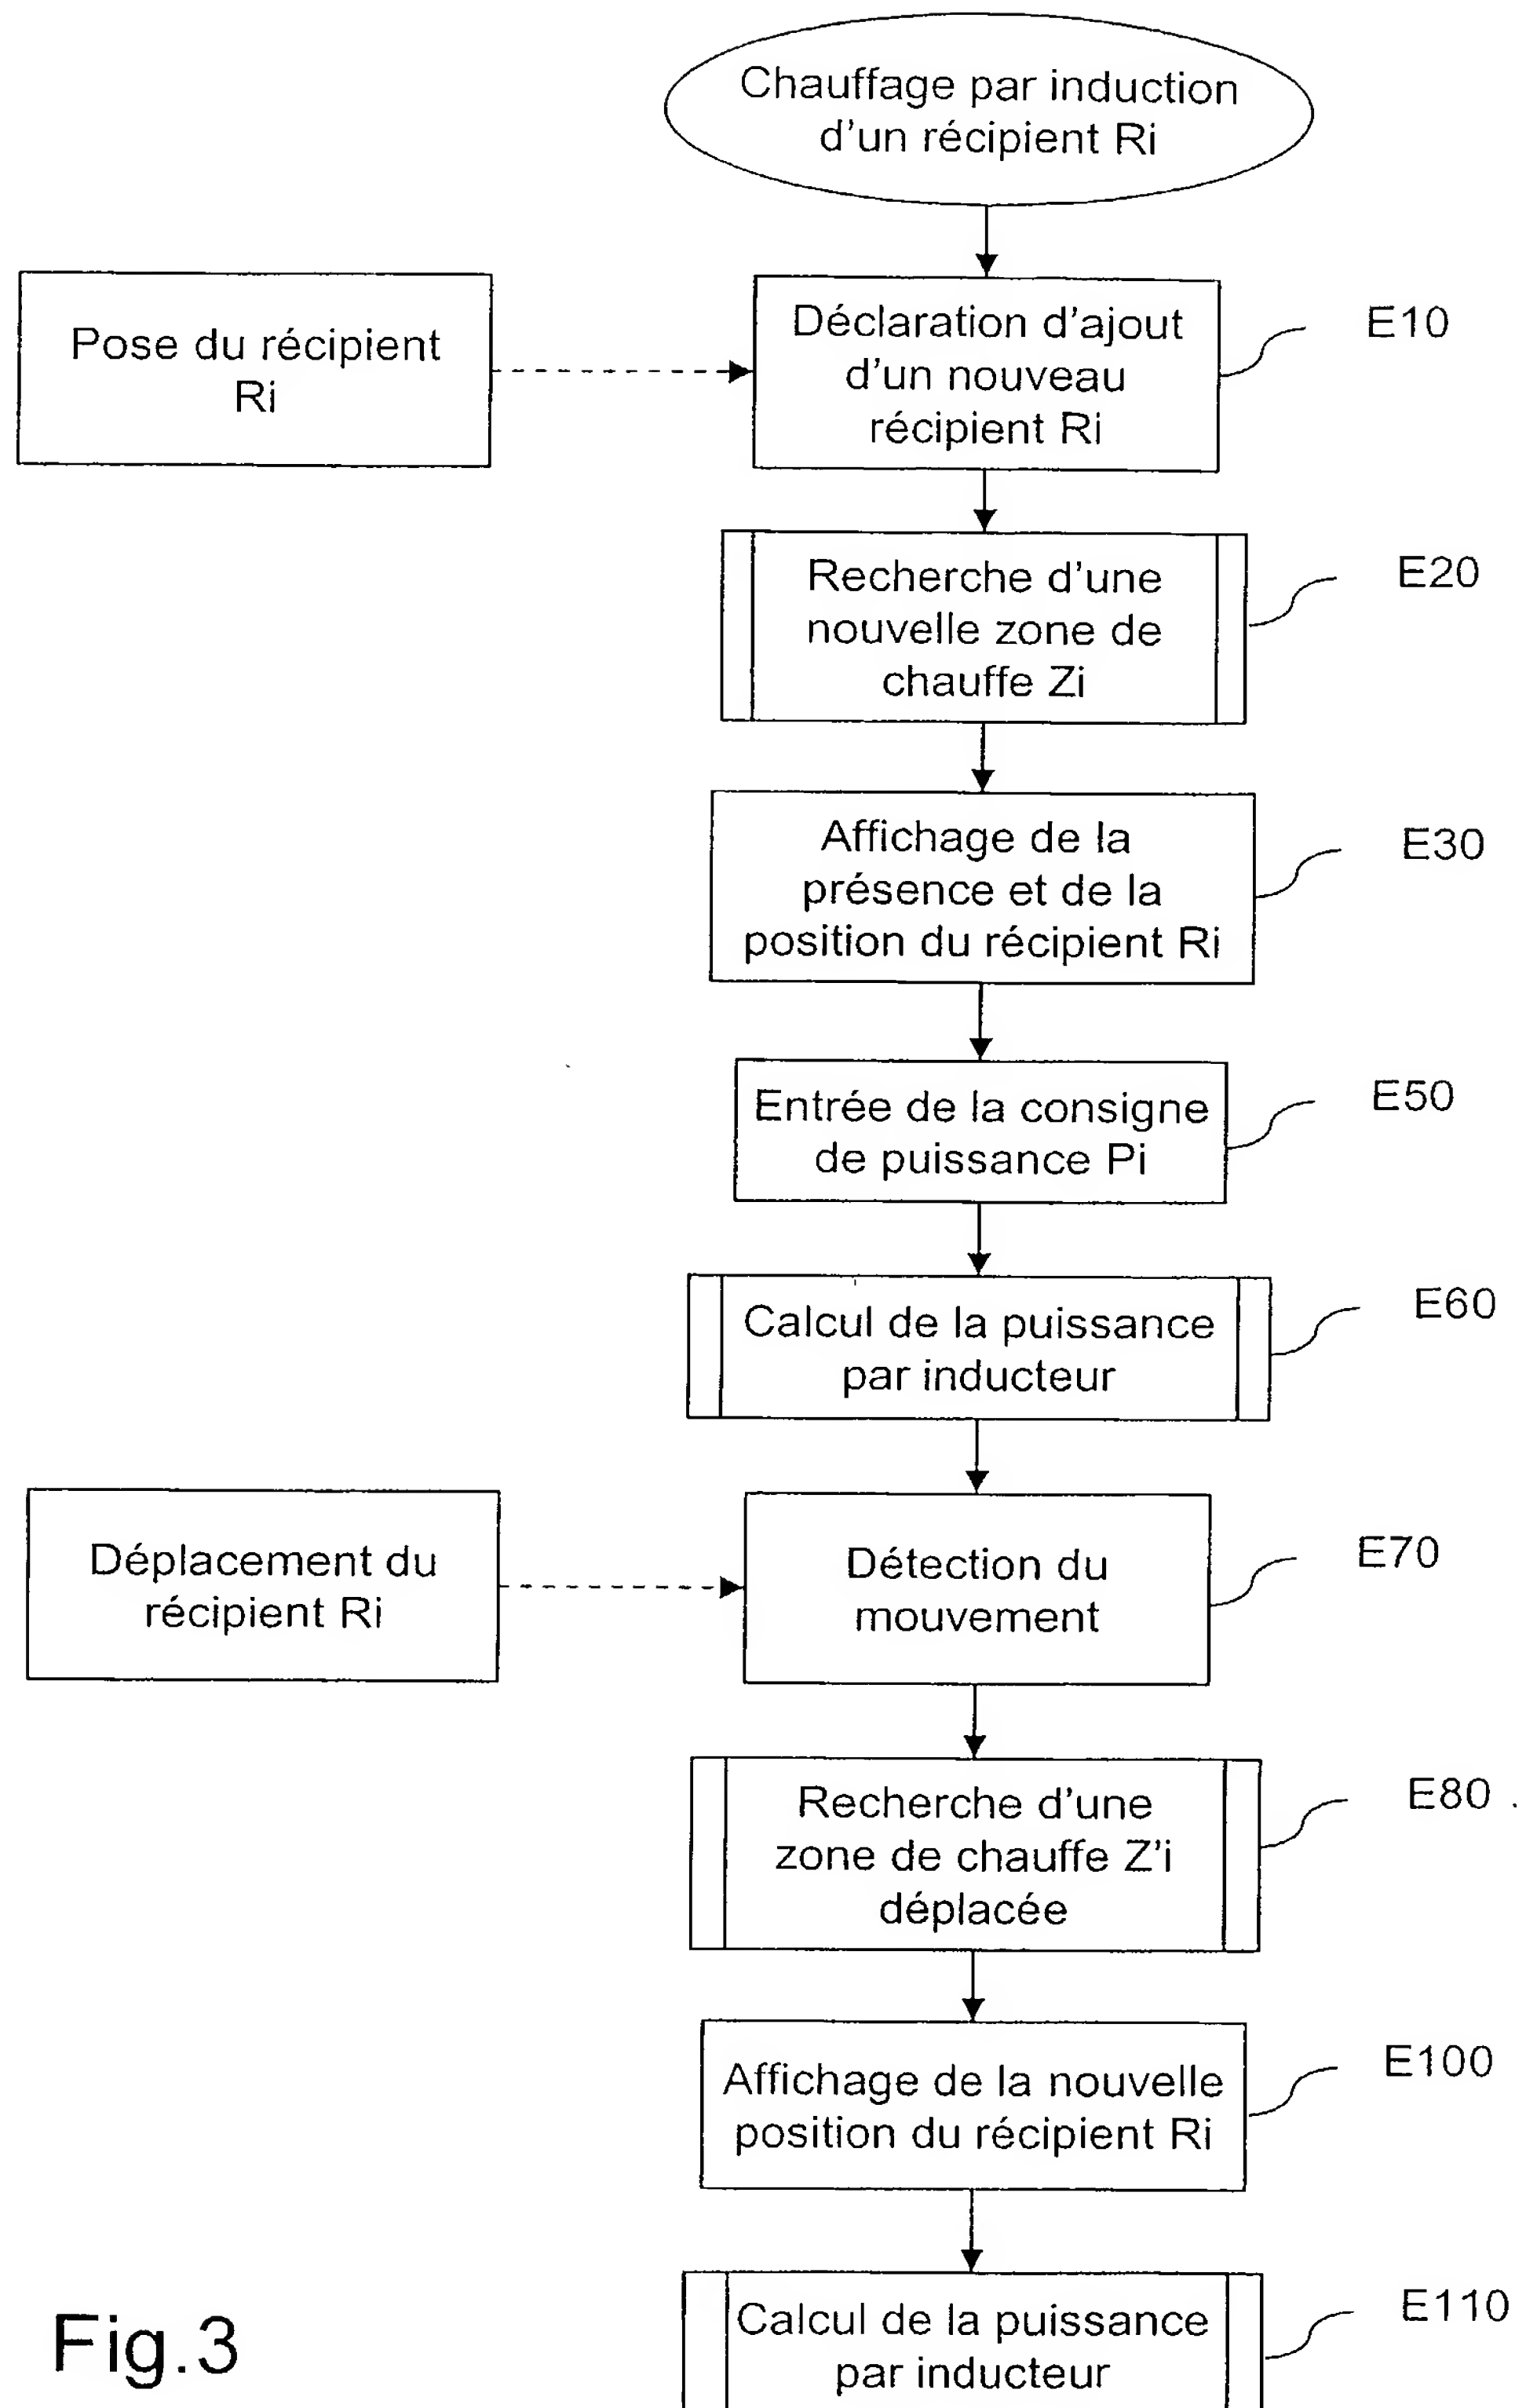 Chauffage par induction
d'un récipient Ri
Pose du récipient
Ri
Déclaration d'ajout
d'un nouveau
récipient Ri
E10
Recherche d'une
nouvelle zone de
chauffe Zi
E20
Affichage de la
présence et de la
position du récipient Ri
E30
Entrée de la consigne
de puissance Pi
E50
Calcul de la puissance
par inducteur
E60
Déplacement du
récipient Ri
Détection du
mouvement
E70
Recherche d'une
zone de chauffe Z'i
déplacée
E80
Affichage de la nouvelle
position du récipient Ri
E100
Calcul de la puissance
par inducteur
E110
Fig.3